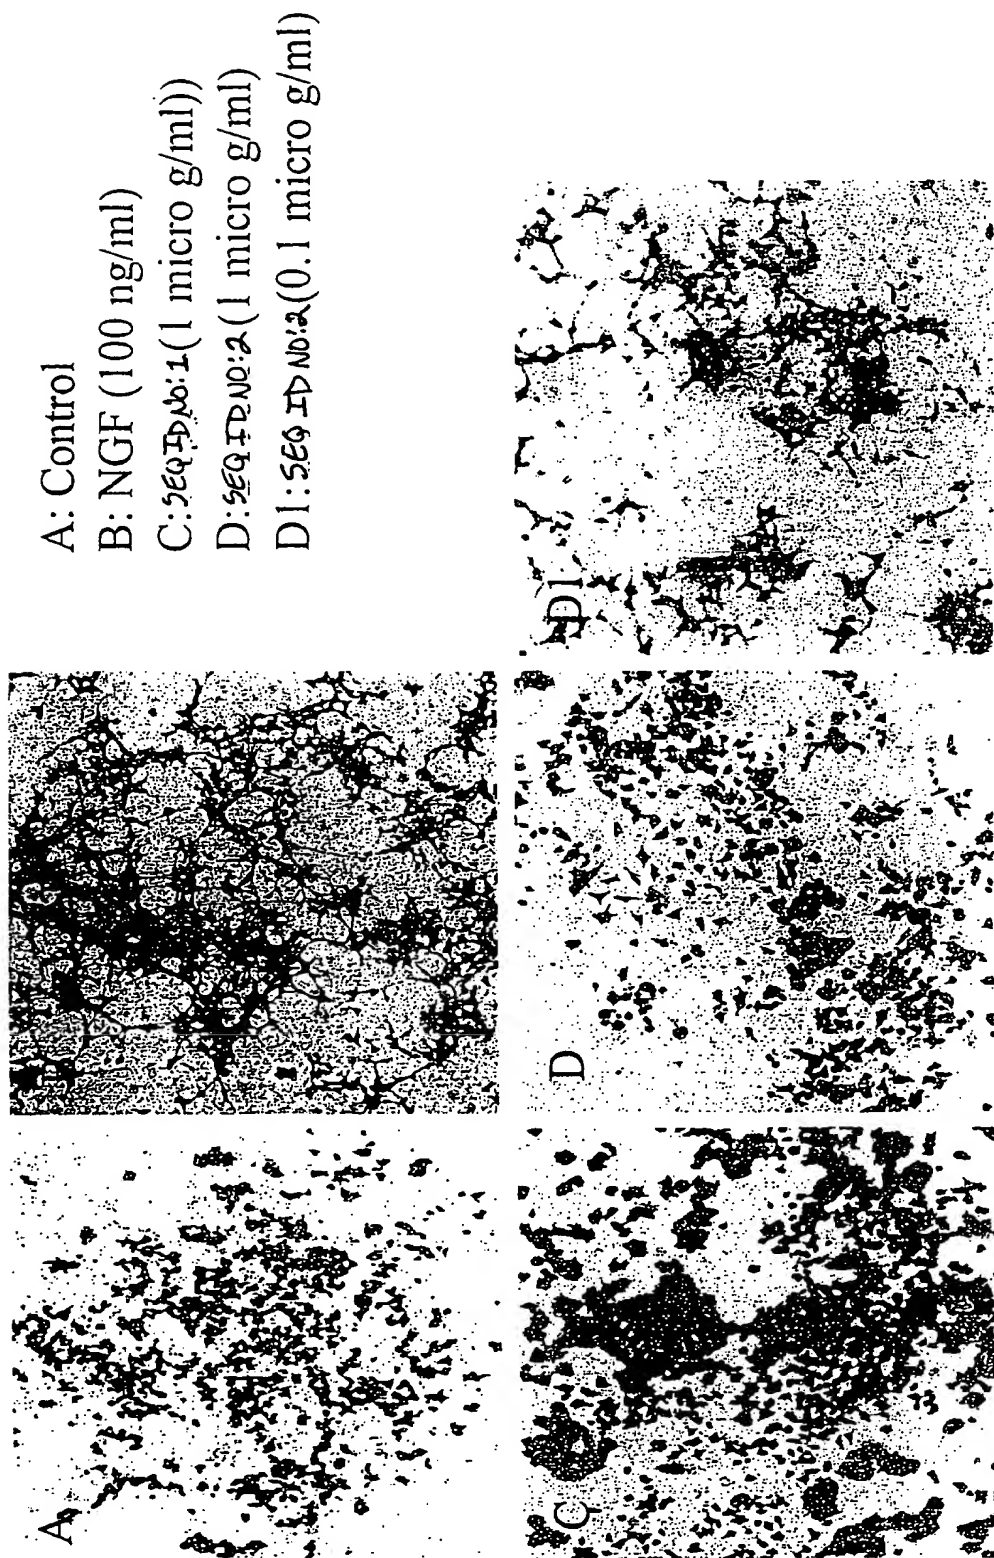 A: Control
B: NGF (100 ng/ml)
C: SEQ ID NO: 1 (1 micro g/ml))
D: SEQ ID NO: 2 (1 micro g/ml)
D1: SEQ ID NO: 2 (0.1 micro g/ml)
A
C
D
D1